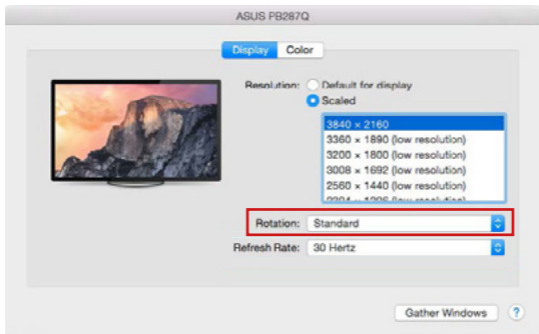 ASUS PB287Q
Display Color
Resolution: Default for display
Scaled
3840 × 2160
3360 × 1890 (low resolution)
3200 × 1800 (low resolution)
3008 × 1692 (low resolution)
2560 × 1440 (low resolution)
Rotation: Standard
Refresh Rate: 30 Hertz
Gather Windows ?